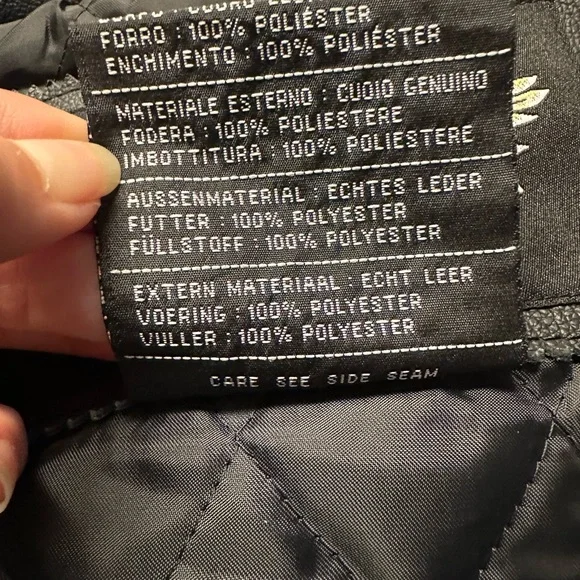 FORRO : 100% POLIÉSTER
ENCHIMENTO : 100% POLIÉSTER
MATERIALE ESTERNO : CUOIO GENUINO
FODERA : 100% POLIESTERE
IMBOTTITURA : 100% POLIESTERE
AUSSENMATERIAL : ECHTES LEDER
FUTTER : 100% POLYESTER
FÜLLSTOFF : 100% POLYESTER
EXTERN MATERIAAL : ECHT LEER
VOERING : 100% POLYESTER
VULLER : 100% POLYESTER
CARE SEE SIDE SEAM